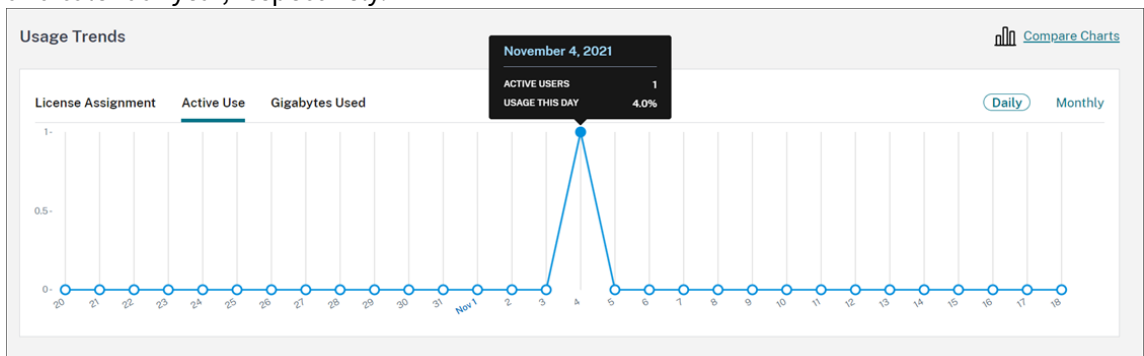 Usage Trends
Compare Charts
November 4, 2021
ACTIVE USERS 1
USAGE THIS DAY 4.0%
License Assignment Active Use Gigabytes Used
Daily Monthly
1-
0.5-
0-
20 21 22 23 24 25 26 27 28 29 30 31 Nov 1 2 3 4 5 6 7 8 9 10 11 12 13 14 15 16 17 18